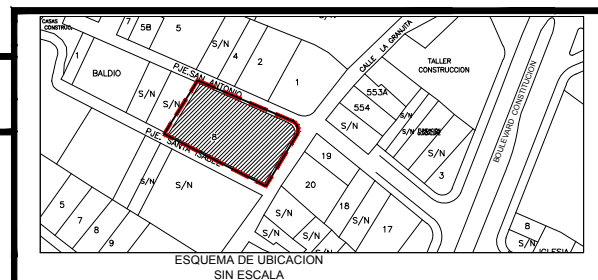 CASAS
CONSTRUC.
7
5B
5
S/N
4
2
1
1
BALDIO
S/N
S/N
PJE.SAN ANTONIO
CALLE LA GRANJITA
TALLER
CONSTRUCCION
BOULEVARD CONSTITUCION
553A
554
S/N
S/N
S/N
3
PJE. SANTA ISABEL
S/N
S/N
19
20
18
17
S/N
S/N
S/N
S/N
5
7
8
9
8
S/N
IGLESIA
ESQUEMA DE UBICACION
SIN ESCALA